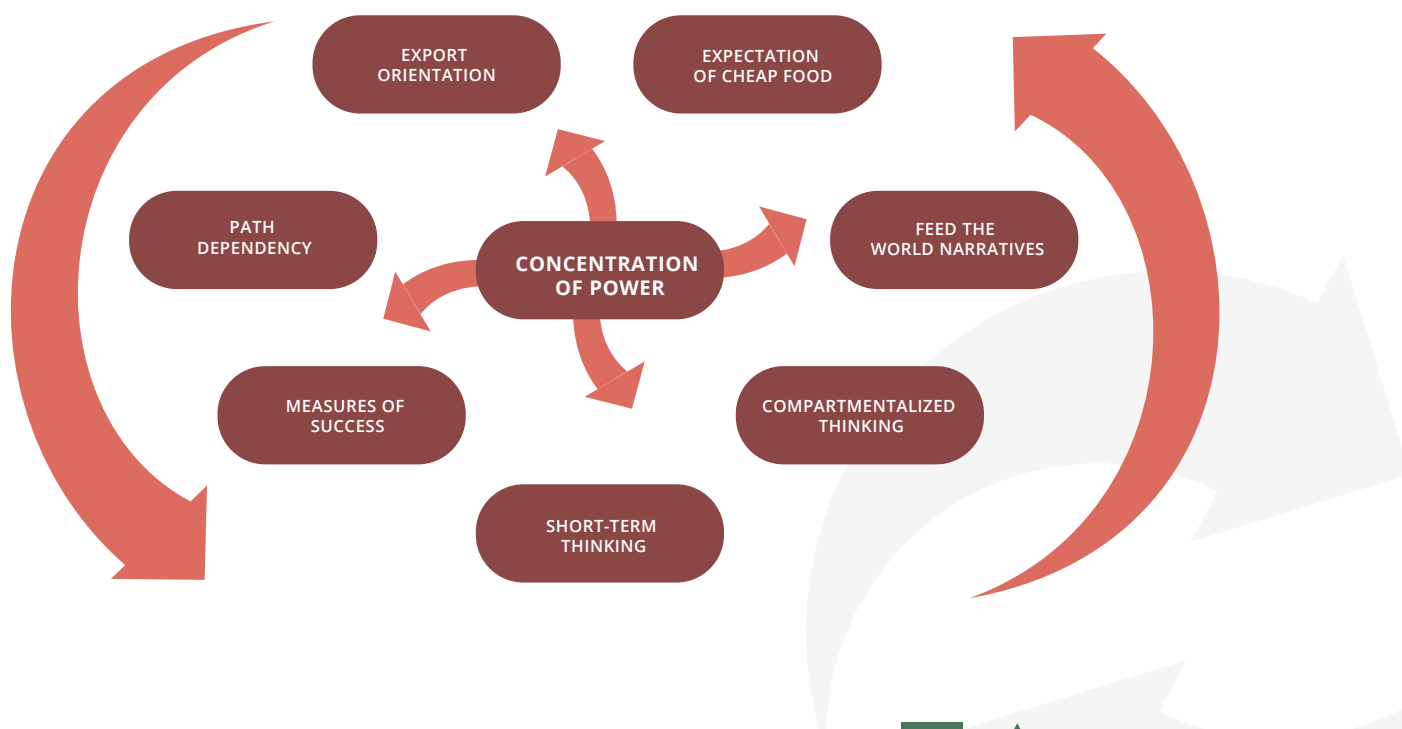 EXPORT
ORIENTATION
EXPECTATION
OF CHEAP FOOD
PATH
DEPENDENCY
FEED THE
WORLD NARRATIVES
CONCENTRATION
OF POWER
MEASURES OF
SUCCESS
COMPARTMENTALIZED
THINKING
SHORT-TERM
THINKING